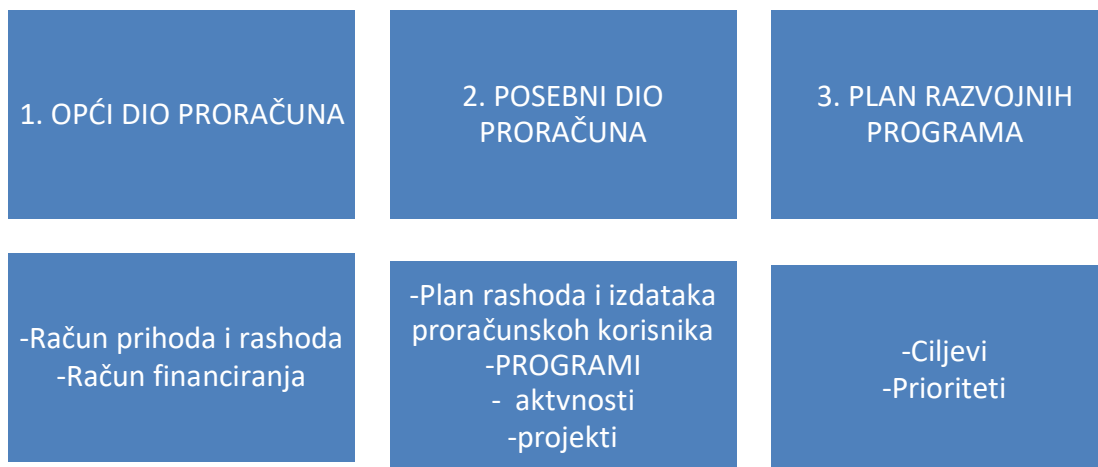 1. OPĆI DIO PRORAČUNA
2. POSEBNI DIO
PRORAČUNA
3. PLAN RAZVOJNIH
PROGRAMA
-Račun prihoda i rashoda
-Račun financiranja
-Plan rashoda i izdataka
proračunskoh korisnika
-PROGRAMI
- aktvnosti
-projekti
-Ciljevi
-Prioriteti